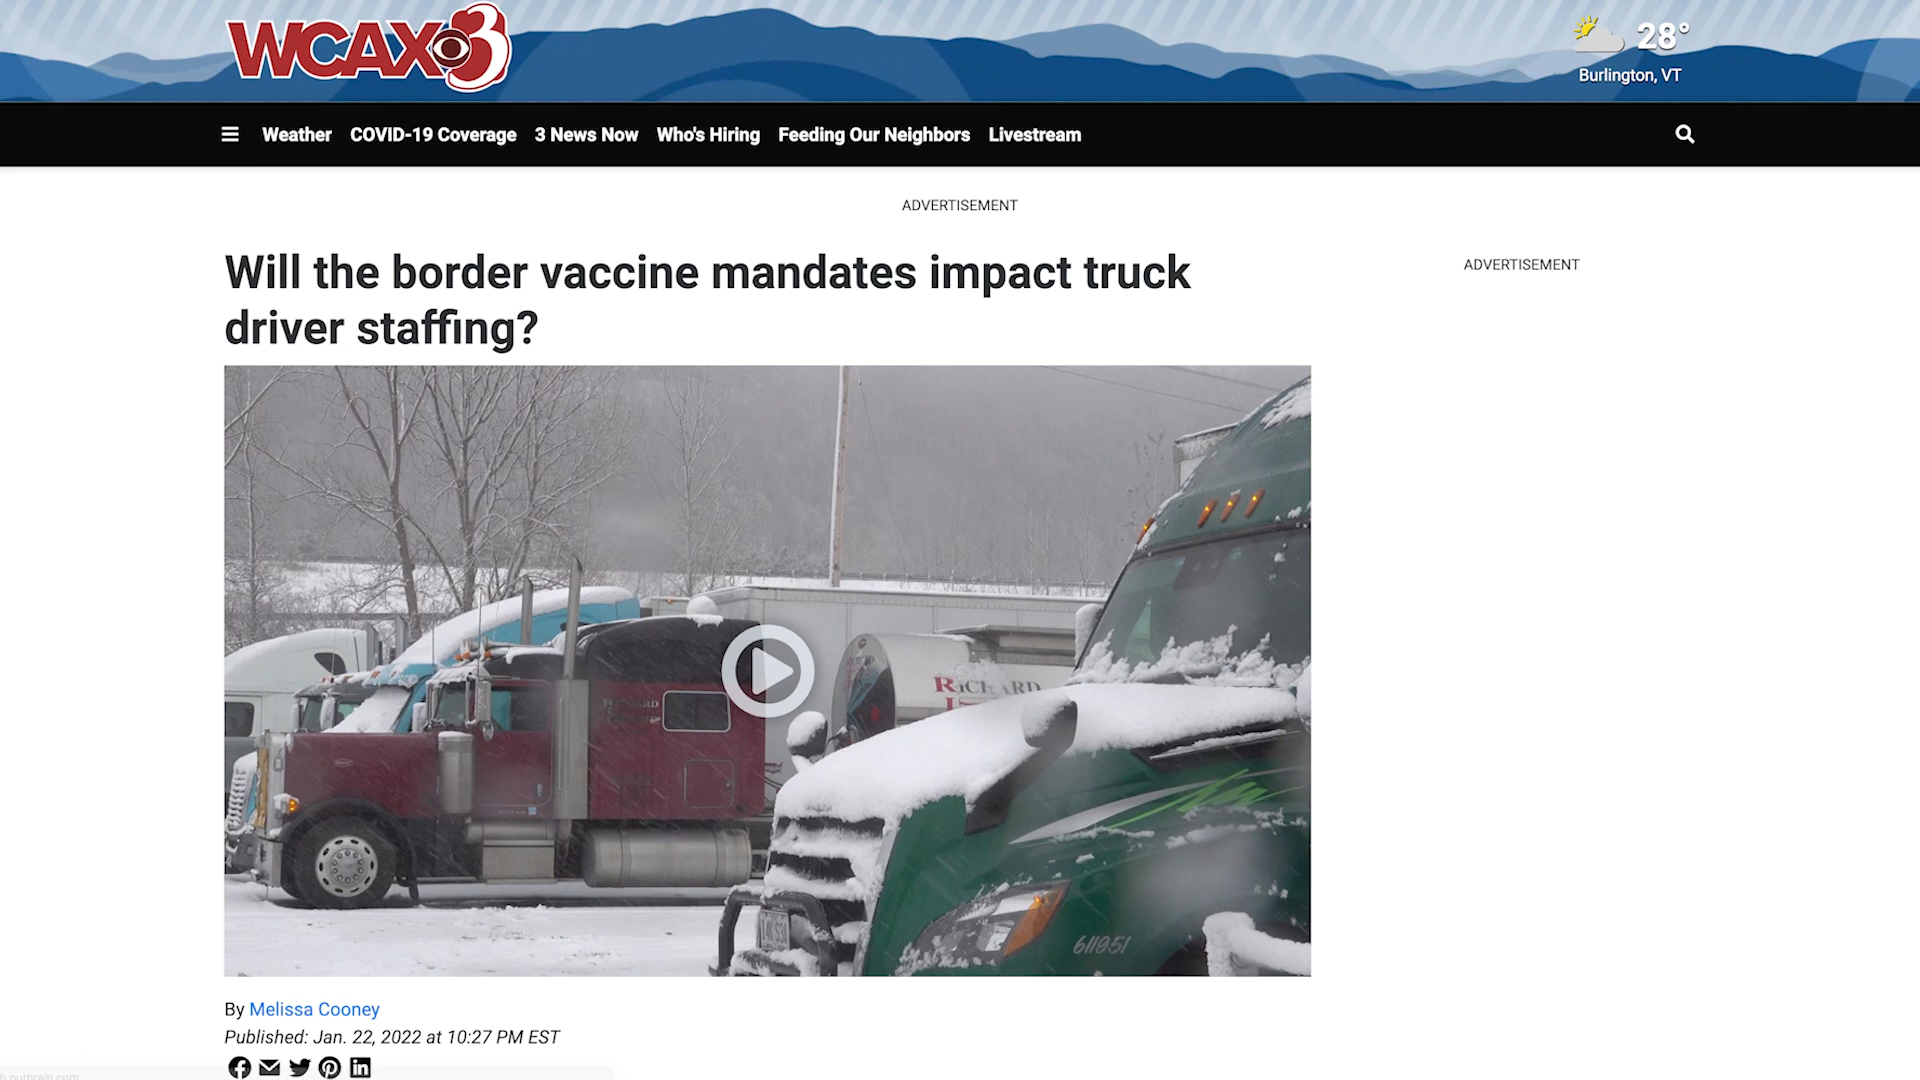 WCAX 3
28°
Burlington, VT
Weather COVID-19 Coverage 3 News Now Who's Hiring Feeding Our Neighbors Livestream
ADVERTISEMENT
Will the border vaccine mandates impact truck
driver staffing?
ADVERTISEMENT
RICHARD
611951
By Melissa Cooney
Published: Jan. 22, 2022 at 10:27 PM EST